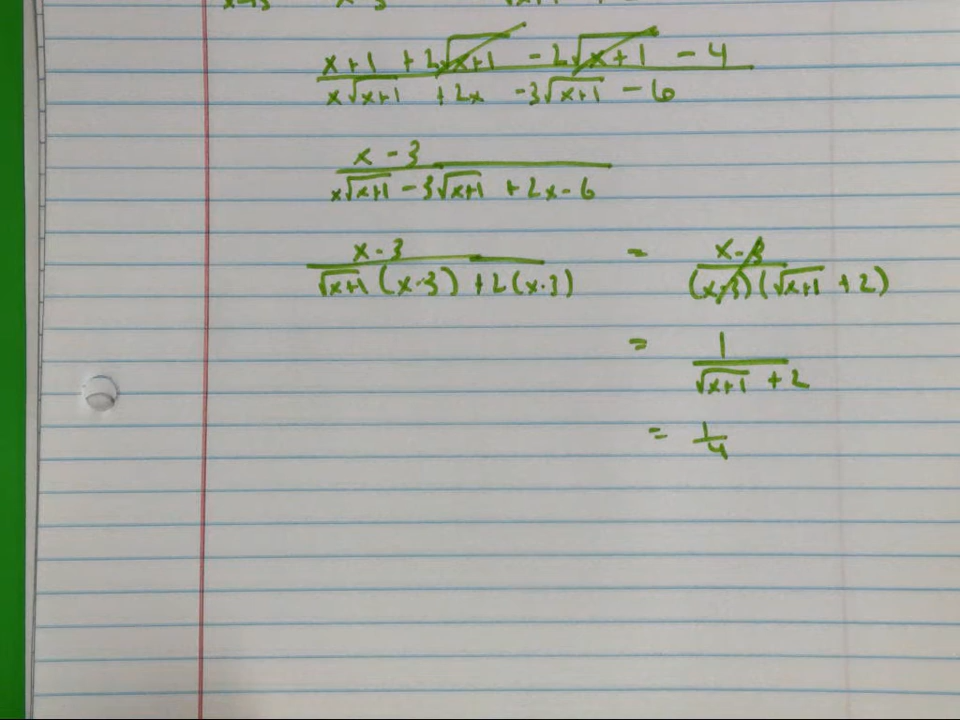 x+1 +2√x+1 -2√x+1 -4
x√x+1 +2x -3√x+1 -6
x-3
x√x+1 -3√x+1 +2x-6
x-3 = x-3
√x+1 (x-3) +2(x-3) (x-3)(√x+1 +2)
= 1
√x+1 +2
= 1/4